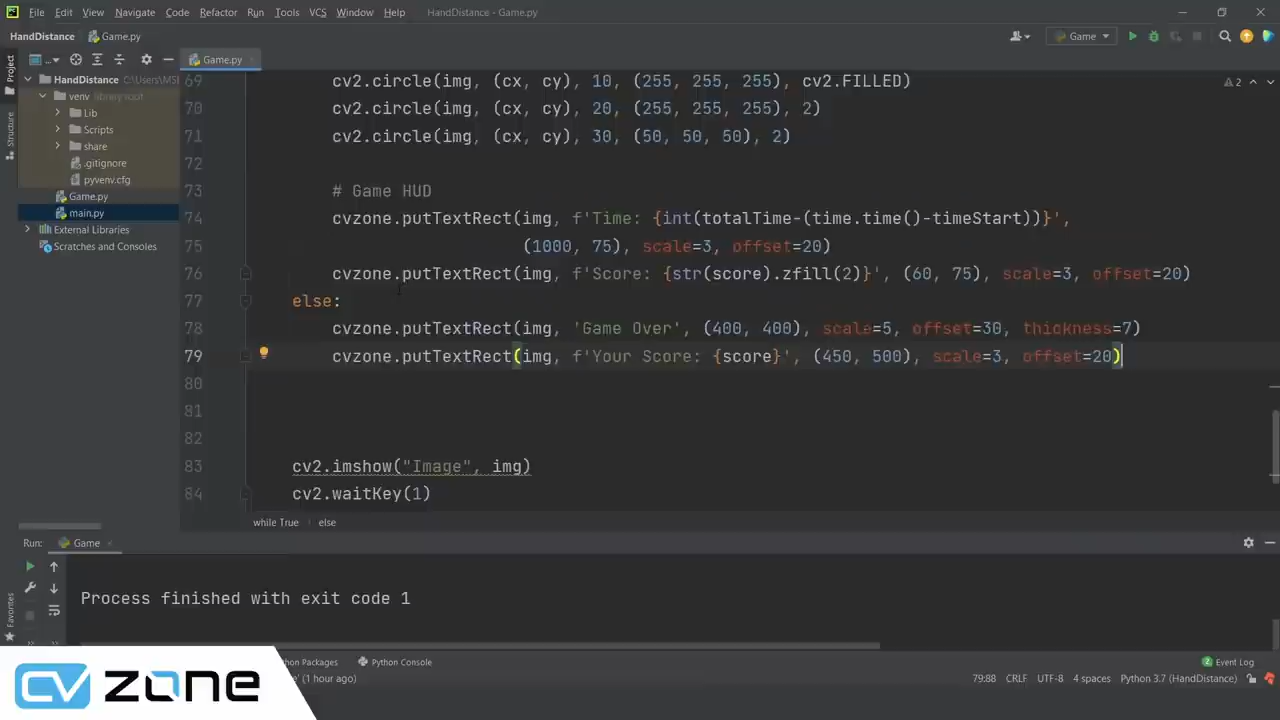 File Edit View Navigate Code Refactor Run Tools VCS Window Help HandDistance - Game.py
HandDistance Game.py Game
Project Game.py
HandDistance C:\Users\MSI
venv library root
Lib
Scripts
share
.gitignore
pyvenv.cfg
Game.py
main.py
External Libraries
Scratches and Consoles
Structure
2
69 cv2.circle(img, (cx, cy), 10, (255, 255, 255), cv2.FILLED)
70 cv2.circle(img, (cx, cy), 20, (255, 255, 255), 2)
71 cv2.circle(img, (cx, cy), 30, (50, 50, 50), 2)
72
73 # Game HUD
74 cvzone.putTextRect(img, f'Time: {int(totalTime-(time.time()-timeStart))}',
75 (1000, 75), scale=3, offset=20)
76 cvzone.putTextRect(img, f'Score: {str(score).zfill(2)}', (60, 75), scale=3, offset=20)
77 else:
78 cvzone.putTextRect(img, 'Game Over', (400, 400), scale=5, offset=30, thickness=7)
79 cvzone.putTextRect(img, f'Your Score: {score}', (450, 500), scale=3, offset=20)
80
81
82
83 cv2.imshow("Image", img)
84 cv2.waitKey(1)
while True else
Run: Game
Process finished with exit code 1
Favorites
Python Console
2 Event Log
(1 hour ago) 79:88 CRLF UTF-8 4 spaces Python 3.7 (HandDistance)
CVZONE